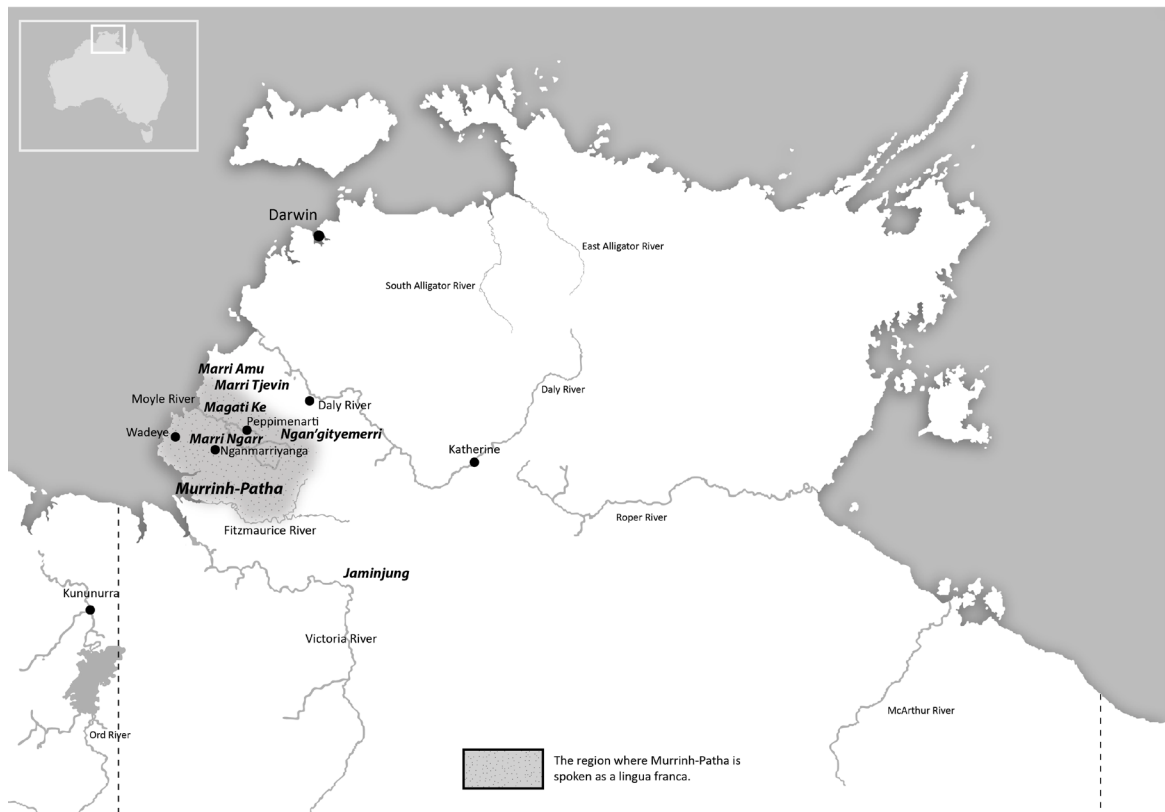 Darwin
East Alligator River
South Alligator River
Marri Amu
Marri Tjevin
Daly River
Moyle River
Magati Ke
Daly River
Peppimenarti
Wadeye
Marri Ngarr
Ngan'gityemerri
Nganmarriyanga
Katherine
Murrinh-Patha
Roper River
Fitzmaurice River
Jaminjung
Kununurra
Victoria River
McArthur River
Ord River
The region where Murrinh-Patha is
spoken as a lingua franca.